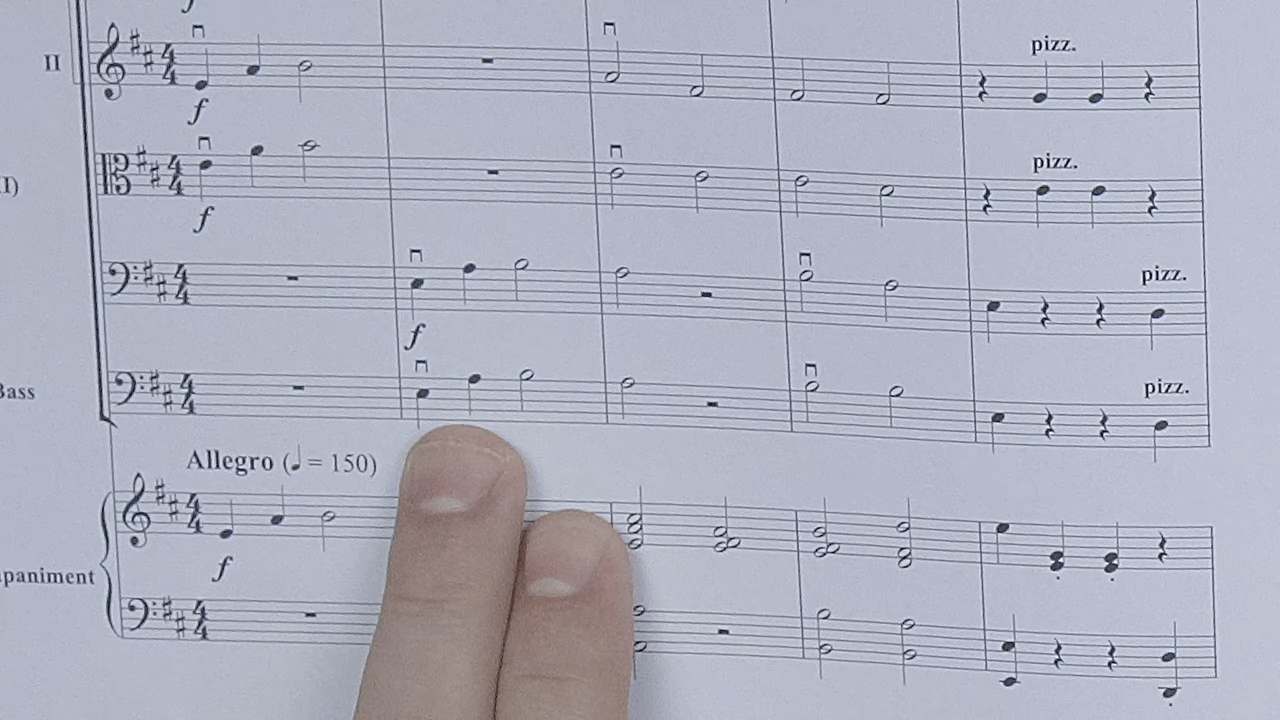 II
pizz.
f
I)
pizz.
f
pizz.
f
Bass
pizz.
Allegro (♩ = 150)
f
paniment